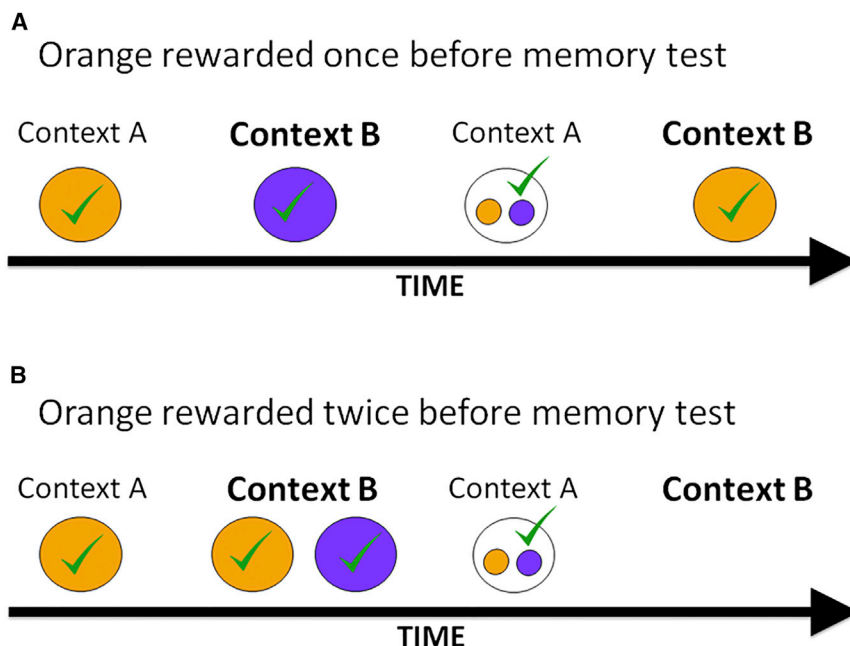 A
Orange rewarded once before memory test
Context A Context B Context A Context B
TIME
B
Orange rewarded twice before memory test
Context A Context B Context A Context B
TIME